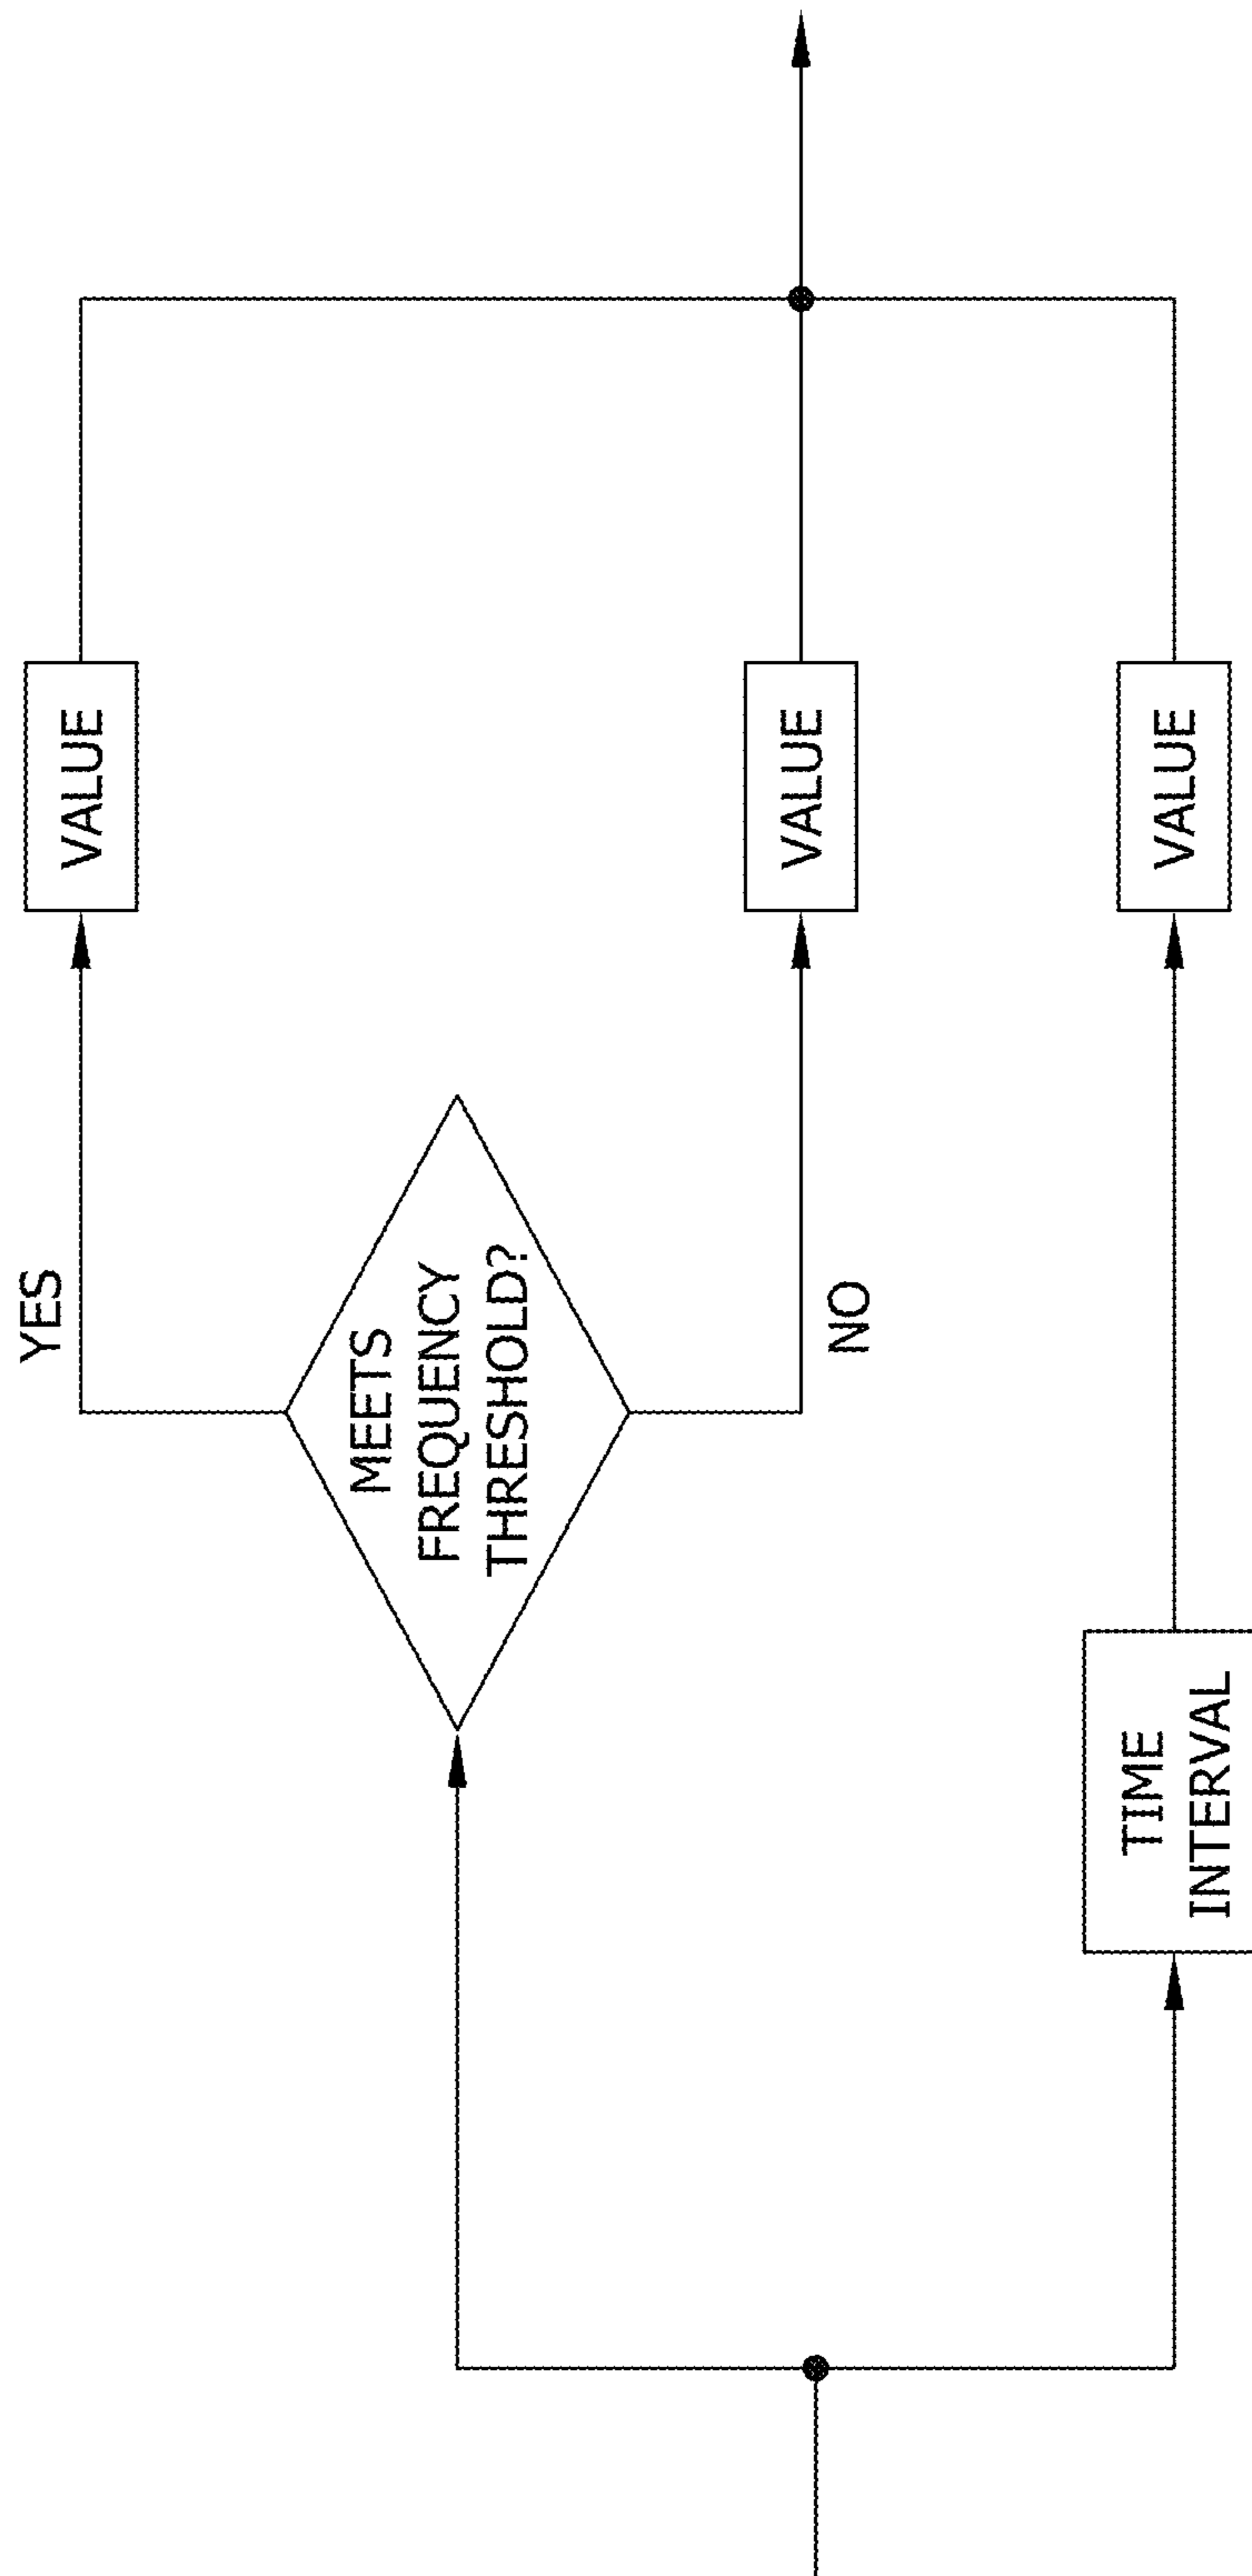 YES
VALUE
MEETS
FREQUENCY
THRESHOLD?
NO
VALUE
TIME
INTERVAL
VALUE